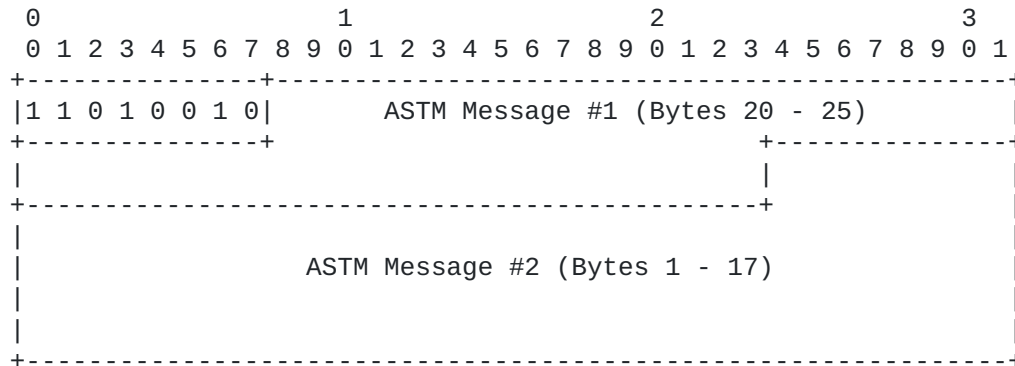 0                   1                   2                   3
0 1 2 3 4 5 6 7 8 9 0 1 2 3 4 5 6 7 8 9 0 1 2 3 4 5 6 7 8 9 0 1
+---------------+-----------------------------------------------+
|1 1 0 1 0 0 1 0|       ASTM Message #1 (Bytes 20 - 25)         |
+---------------+                               +---------------+
|                                               |               |
+-----------------------------------------------+               |
|                                                               |
|                  ASTM Message #2 (Bytes 1 - 17)               |
|                                                               |
|                                                               |
+---------------------------------------------------------------+